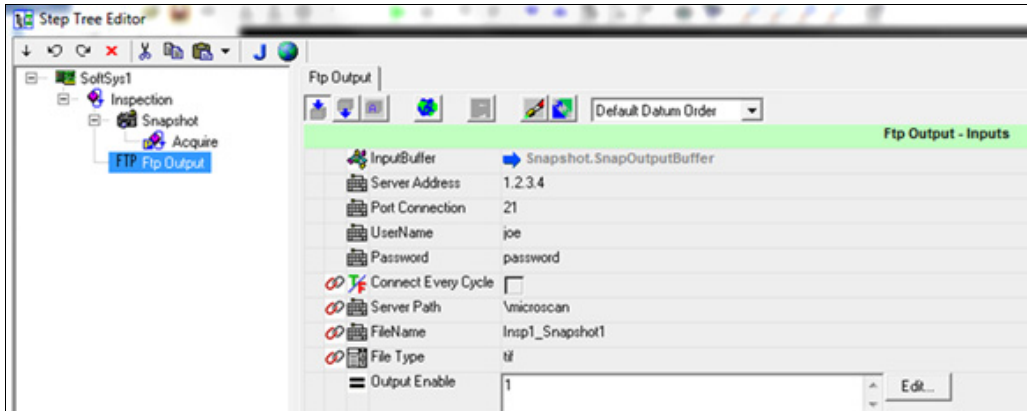 Step Tree Editor
J
SoftSys1
Inspection
Snapshot
Acquire
FTP Ftp Output
Ftp Output
A
Default Datum Order
Ftp Output - Inputs
InputBuffer Snapshot.SnapOutputBuffer
Server Address 1.2.3.4
Port Connection 21
UserName joe
Password password
T/F Connect Every Cycle
Server Path \microscan
FileName Insp1_Snapshot1
File Type tif
Output Enable 1 Edit...